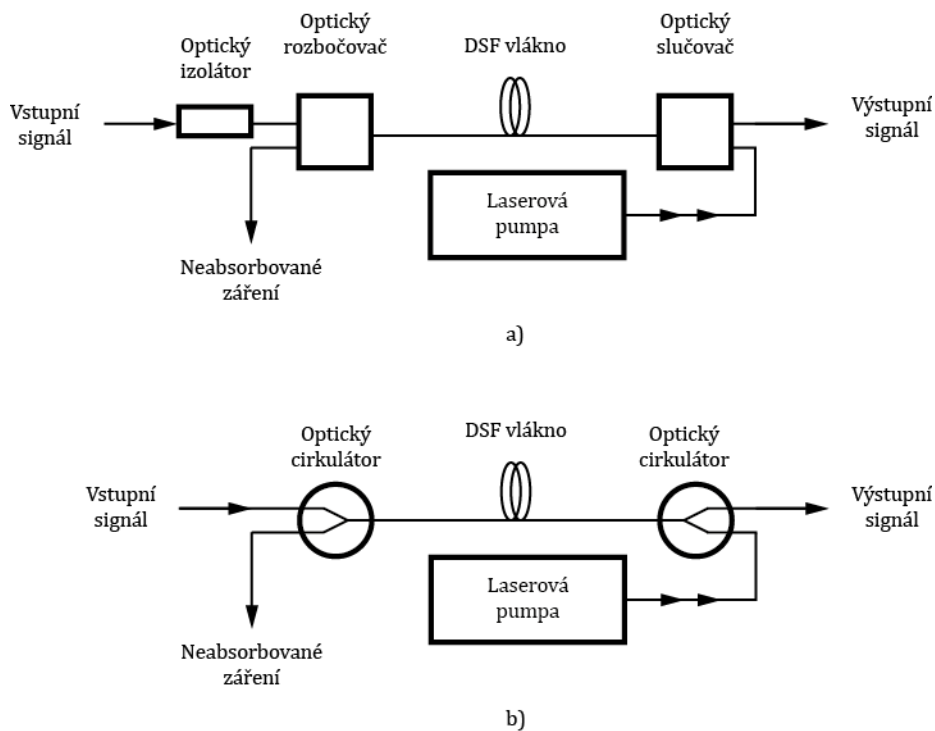 Optický
rozbočovač
DSF vlákno
Optický
slučovač
Optický
izolátor
Vstupní
signál
Výstupní
signál
Laserová
pumpa
Neabsorbované
záření
a)
Optický
cirkulátor
DSF vlákno
Optický
cirkulátor
Vstupní
signál
Výstupní
signál
Laserová
pumpa
Neabsorbované
záření
b)